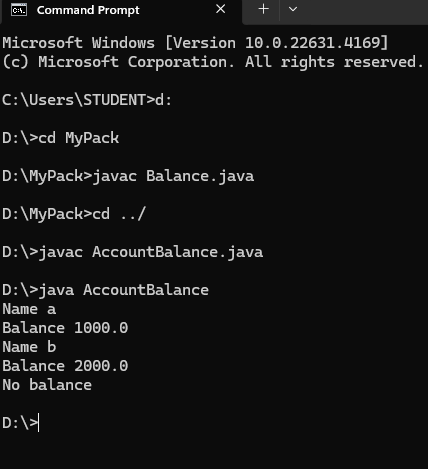 Command Prompt
Microsoft Windows [Version 10.0.22631.4169]
(c) Microsoft Corporation. All rights reserved.
C:\Users\STUDENT>d:
D:\>cd MyPack
D:\MyPack>javac Balance.java
D:\MyPack>cd ../
D:\>javac AccountBalance.java
D:\>java AccountBalance
Name a
Balance 1000.0
Name b
Balance 2000.0
No balance
D:\>